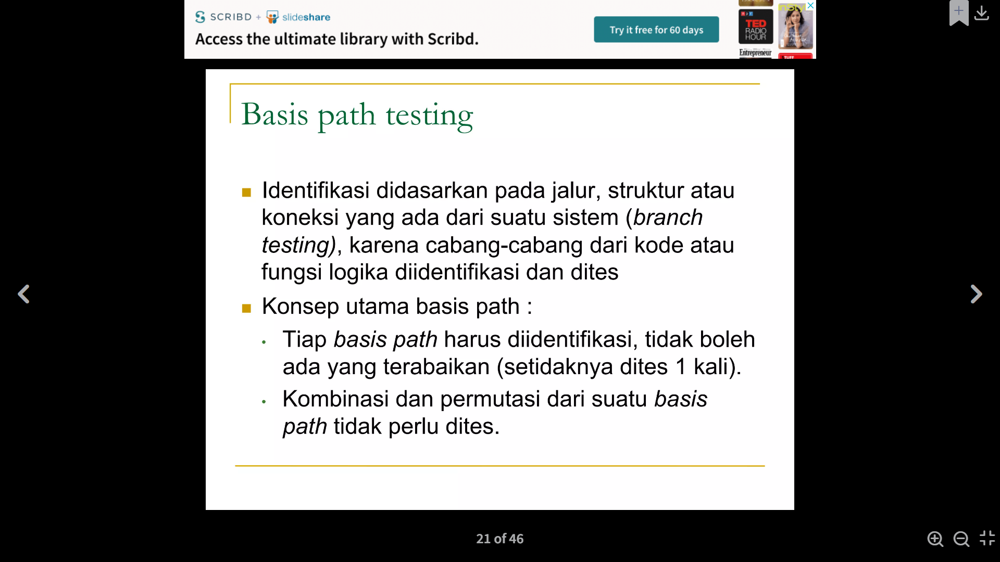 SCRIBD + slideshare
Access the ultimate library with Scribd.
Try it free for 60 days
TED
RADIO
HOUR
Entrepreneur
InStyl
Basis path testing
Identifikasi didasarkan pada jalur, struktur atau
koneksi yang ada dari suatu sistem (branch
testing), karena cabang-cabang dari kode atau
fungsi logika diidentifikasi dan dites
Konsep utama basis path :
Tiap basis path harus diidentifikasi, tidak boleh
ada yang terabaikan (setidaknya dites 1 kali).
Kombinasi dan permutasi dari suatu basis
path tidak perlu dites.
21 of 46